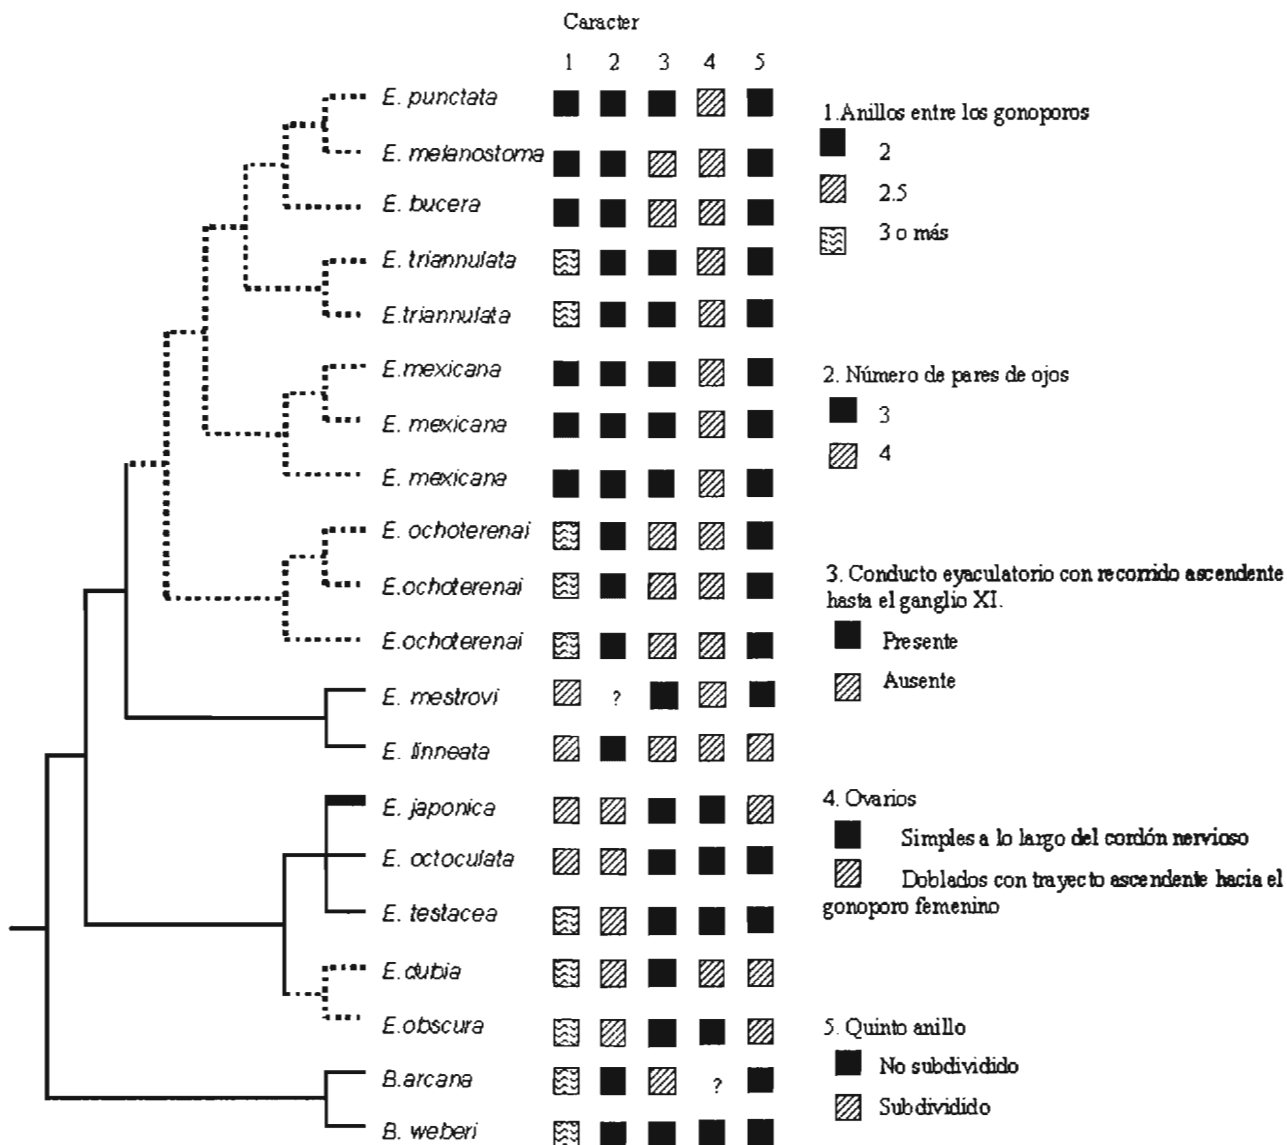 Caracter
1 2 3 4 5
E. punctata
E. melanostoma
E. bucera
E. triannulata
E.triannulata
E.mexicana
E. mexicana
E. mexicana
E. ochoterenai
E.ochoterenai
E.ochoterenai
E. mestrovi
?
E. linneata
E. japonica
E. octoculata
E. testacea
E. dubia
E.obscura
B.arcana
?
B. weberi
1.Anillos entre los gonoporos
2
2.5
3 o más
2. Número de pares de ojos
3
4
3. Conducto eyaculatorio con recorrido ascendente
hasta el ganglio XI.
Presente
Ausente
4. Ovarios
Simples a lo largo del cordón nervioso
Doblados con trayecto ascendente hacia el
gonoporo femenino
5. Quinto anillo
No subdividido
Subdividido